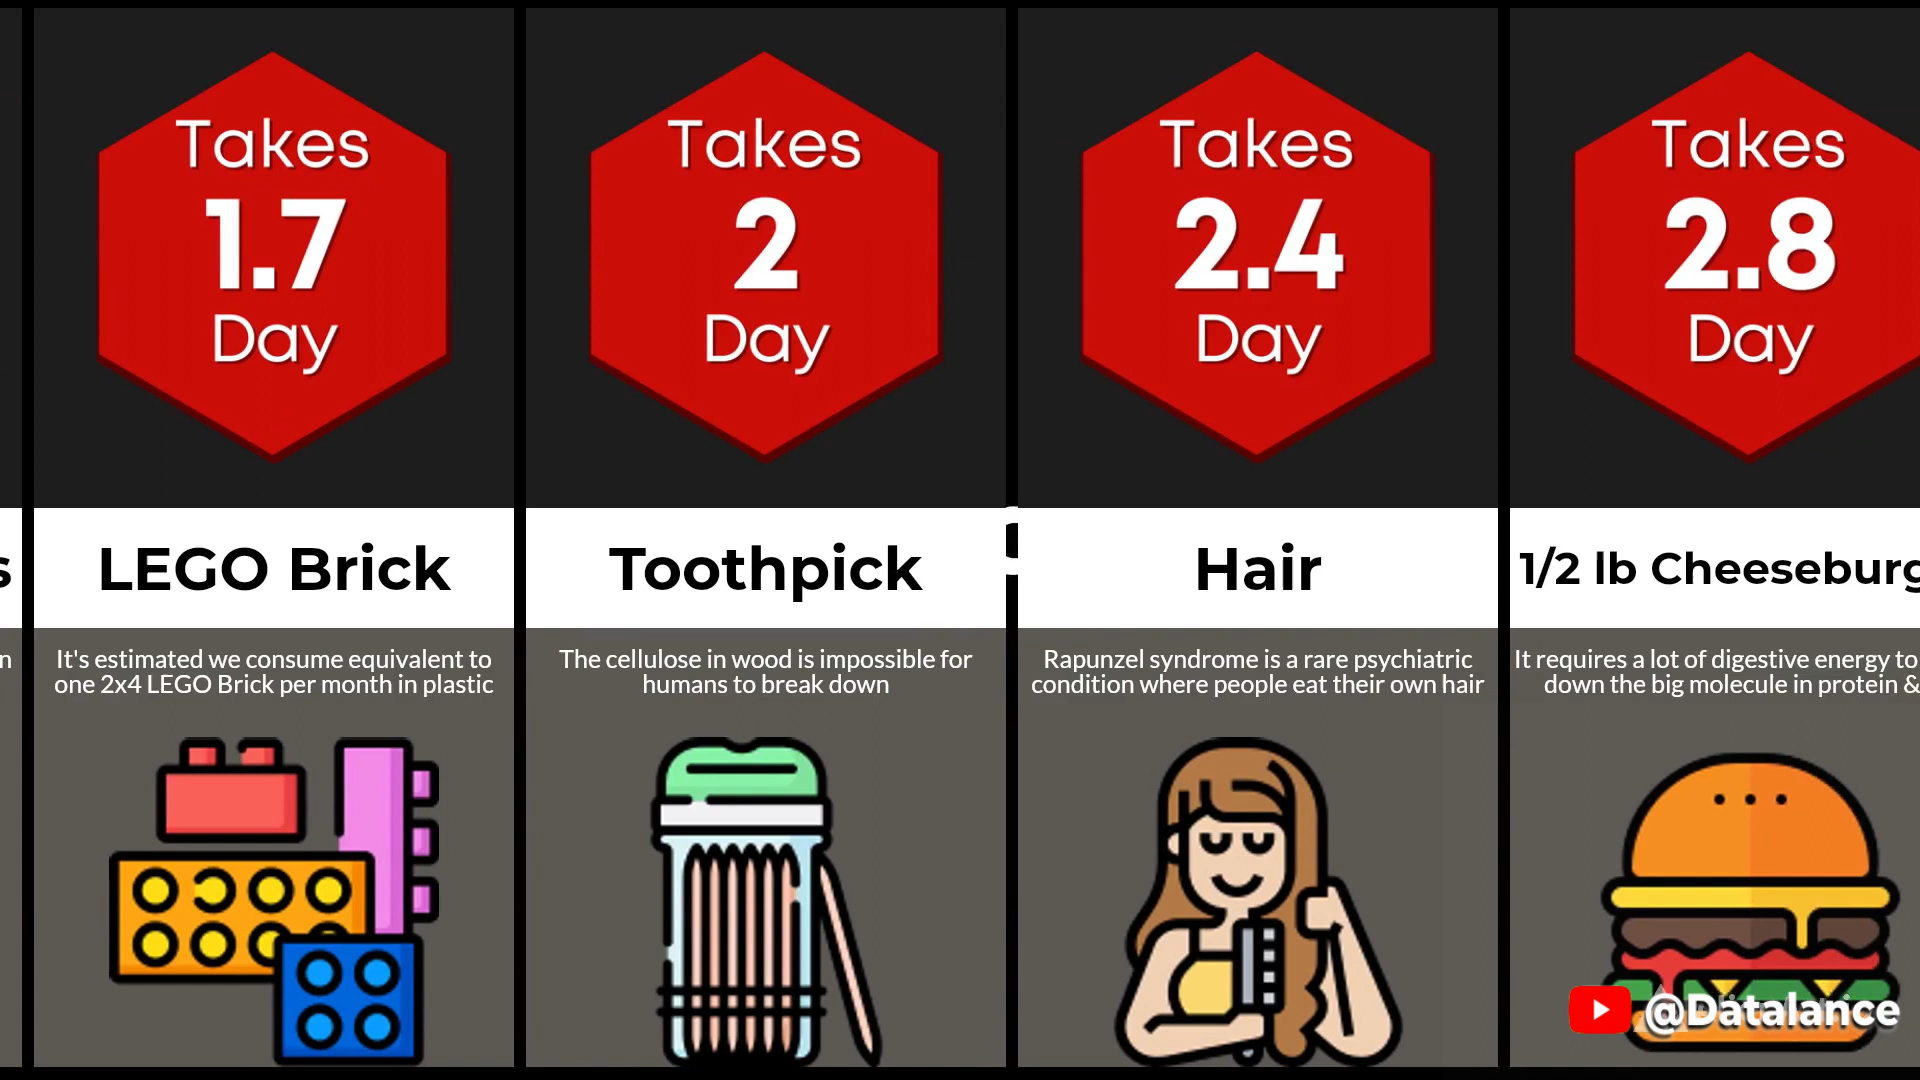 Takes
1.7
Day
LEGO Brick
It's estimated we consume equivalent to
one 2x4 LEGO Brick per month in plastic
Takes
2
Day
Toothpick
The cellulose in wood is impossible for
humans to break down
Takes
2.4
Day
Hair
Rapunzel syndrome is a rare psychiatric
condition where people eat their own hair
Takes
2.8
Day
1/2 lb Cheeseburg
It requires a lot of digestive energy to
down the big molecule in protein &
s
n
@Datalance